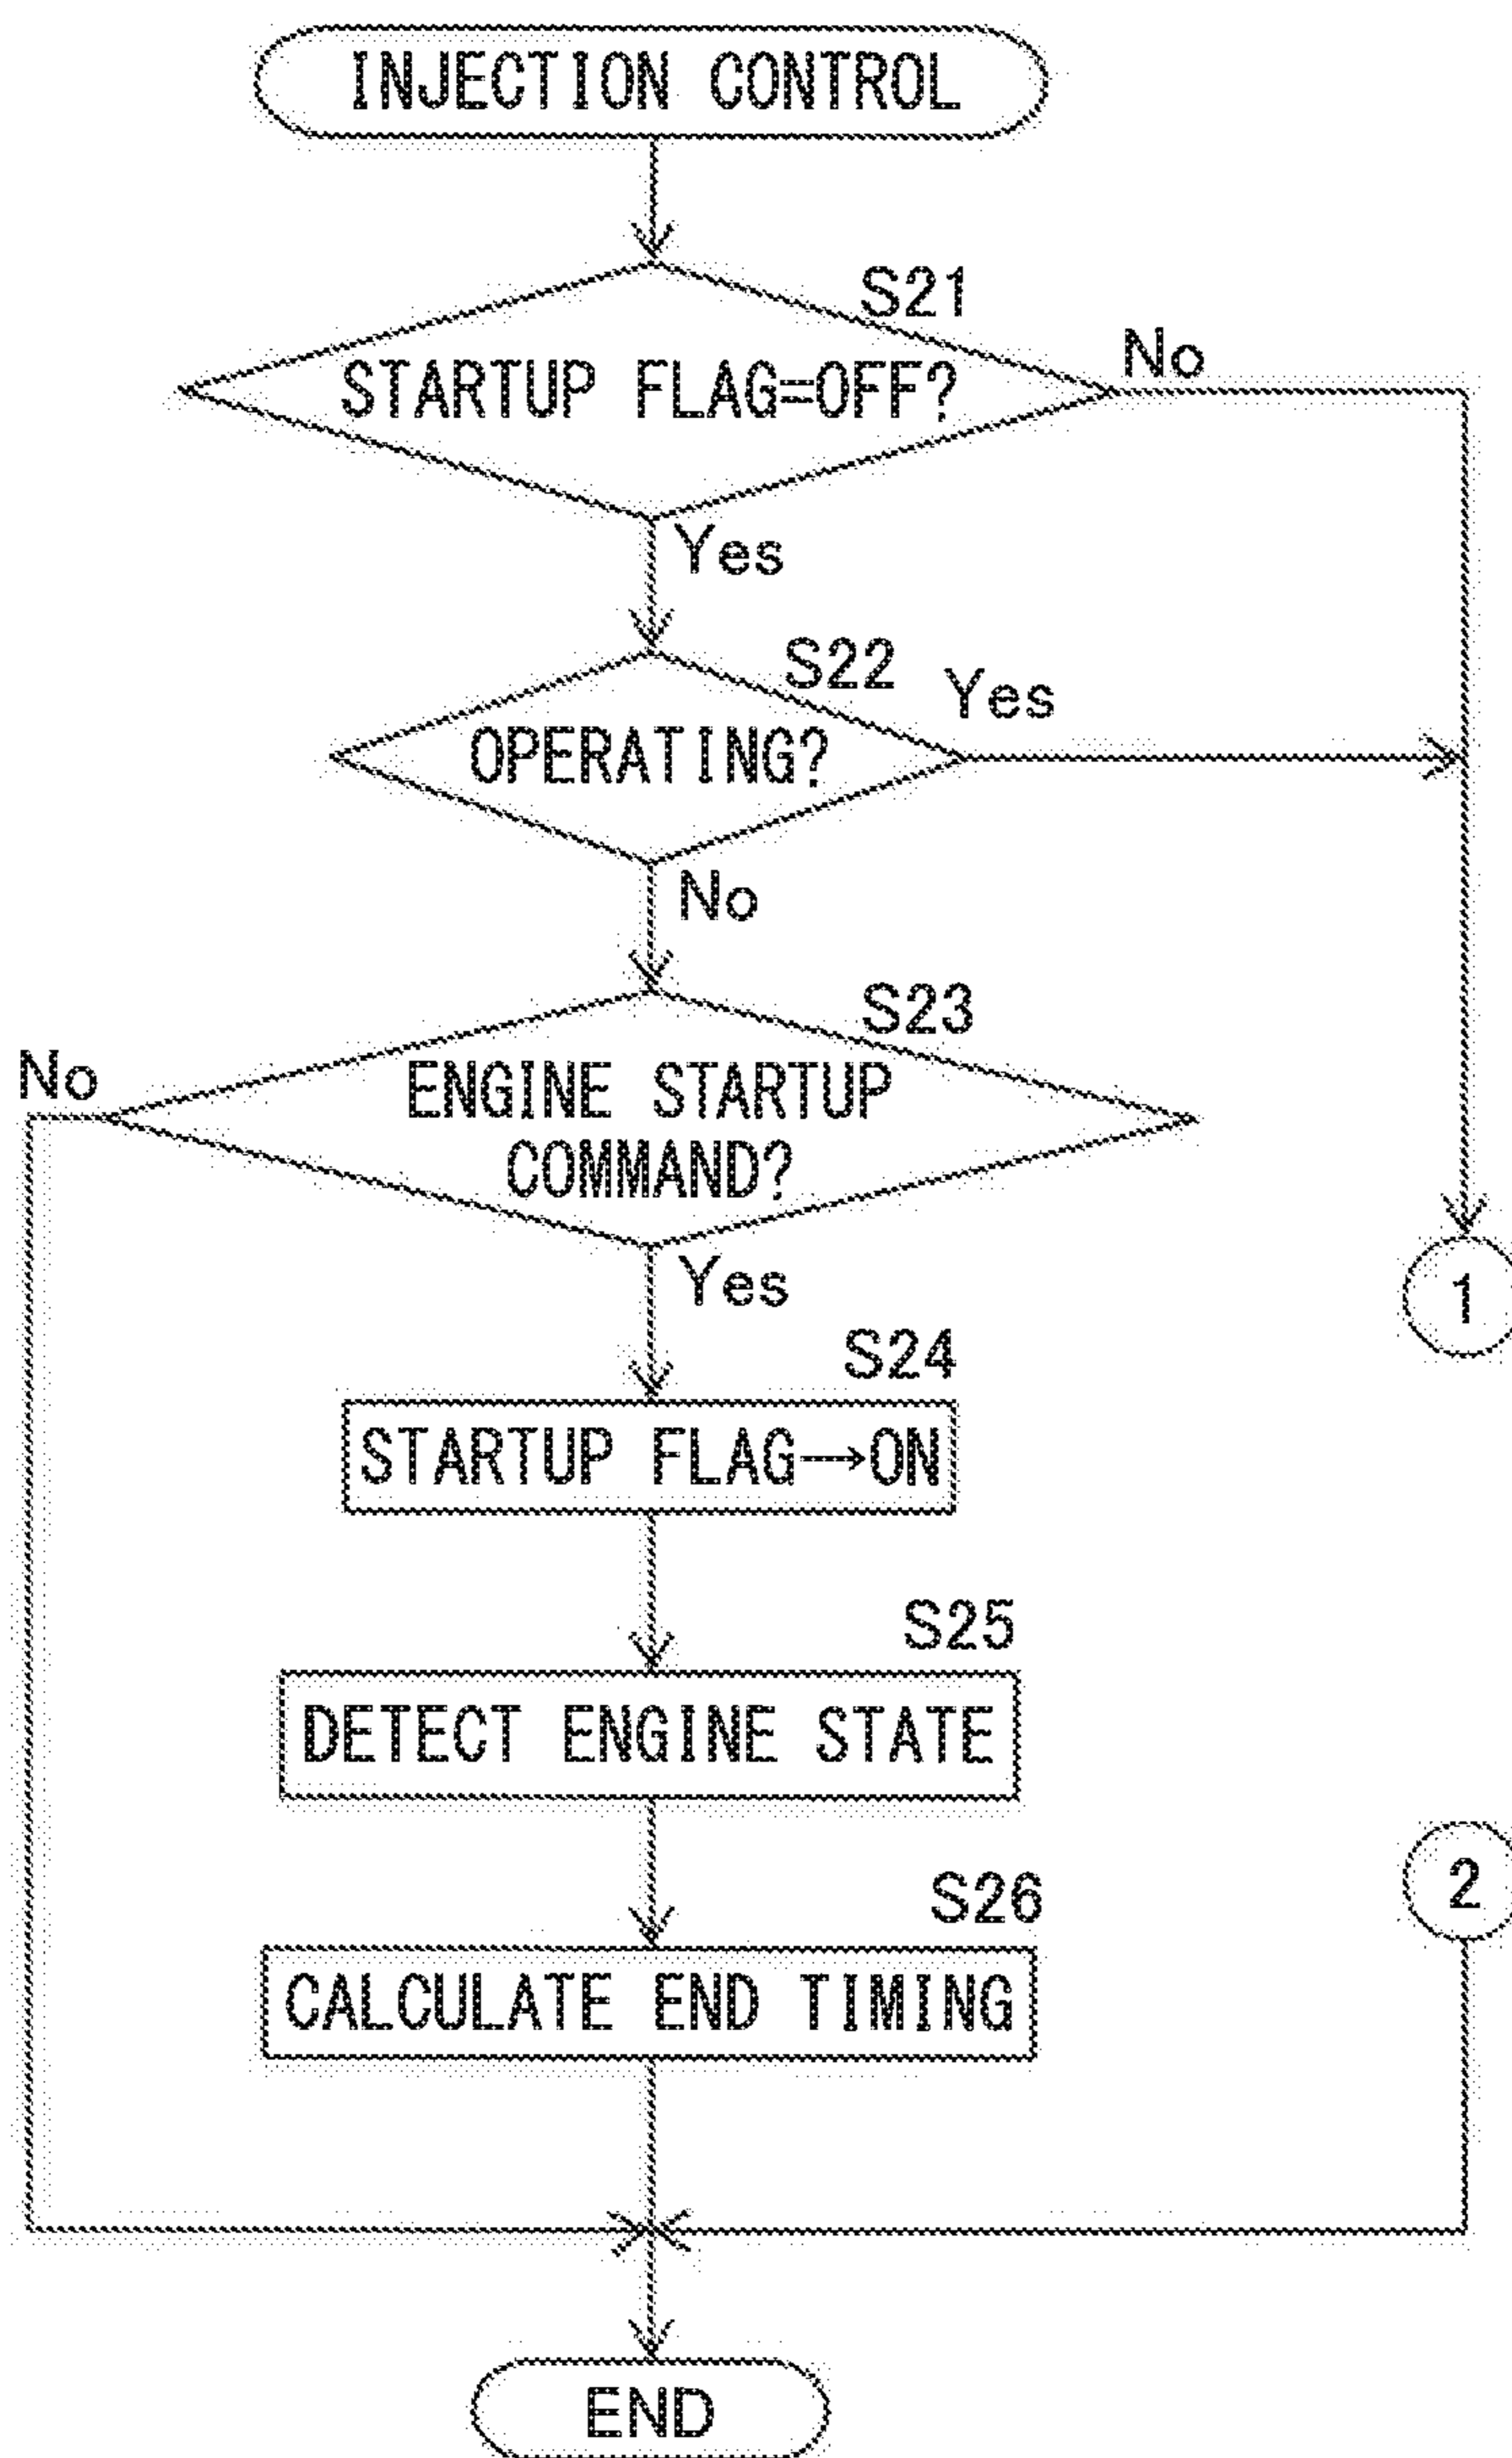 INJECTION CONTROL
S21
STARTUP FLAG=OFF?
No
Yes
S22
Yes
OPERATING?
No
S23
No
ENGINE STARTUP
COMMAND?
Yes
1
S24
STARTUP FLAG→ON
S25
DETECT ENGINE STATE
2
S26
CALCULATE END TIMING
END